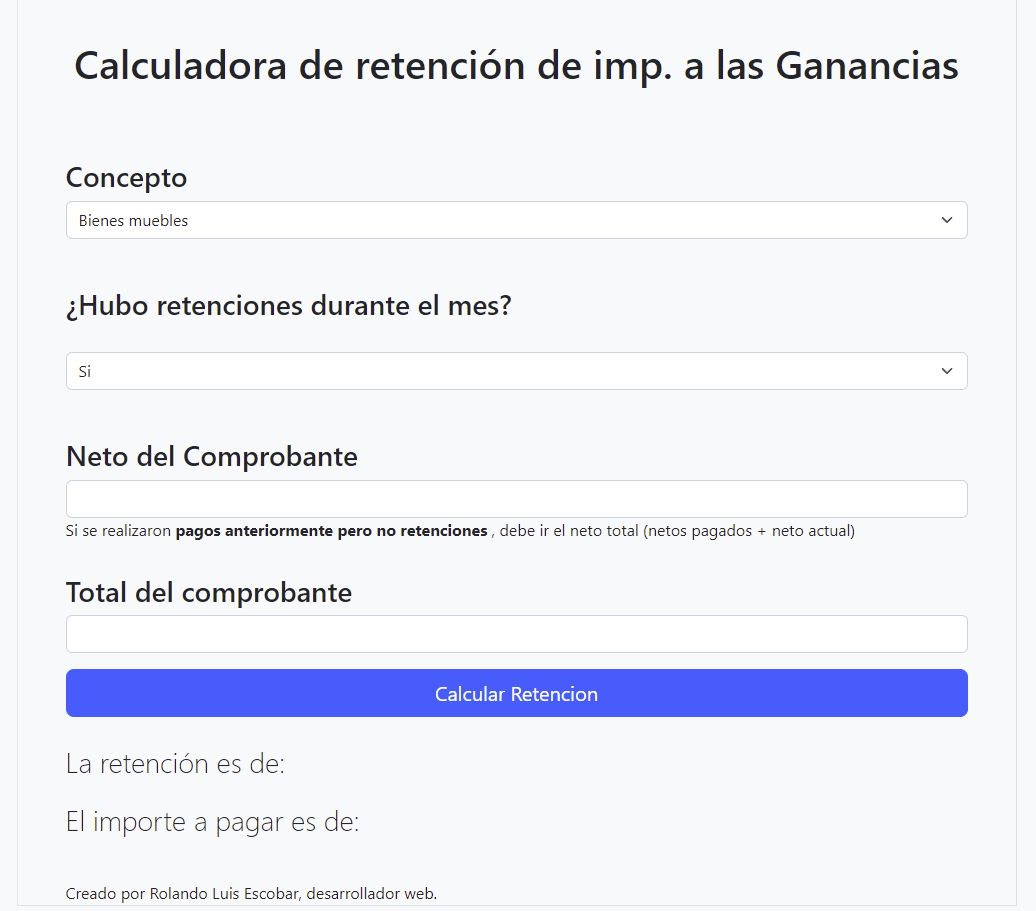 Calculadora de retención de imp. a las Ganancias
Concepto
Bienes muebles
¿Hubo retenciones durante el mes?
Si
Neto del Comprobante
Si se realizaron pagos anteriormente pero no retenciones , debe ir el neto total (netos pagados + neto actual)
Total del comprobante
Calcular Retencion
La retención es de:
El importe a pagar es de:
Creado por Rolando Luis Escobar, desarrollador web.